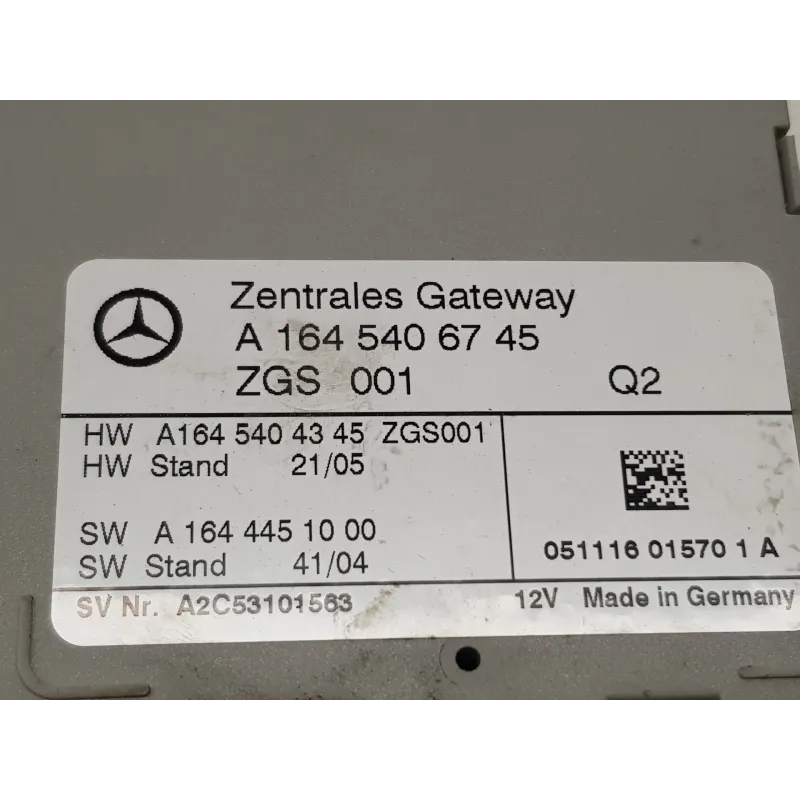 Zentrales Gateway
A 164 540 67 45
ZGS 001 Q2
HW A164 540 43 45 ZGS001
HW Stand 21/05
SW A 164 445 10 00
SW Stand 41/04
051116 01570 1 A
SV Nr. A2C53101563 12V Made in Germany